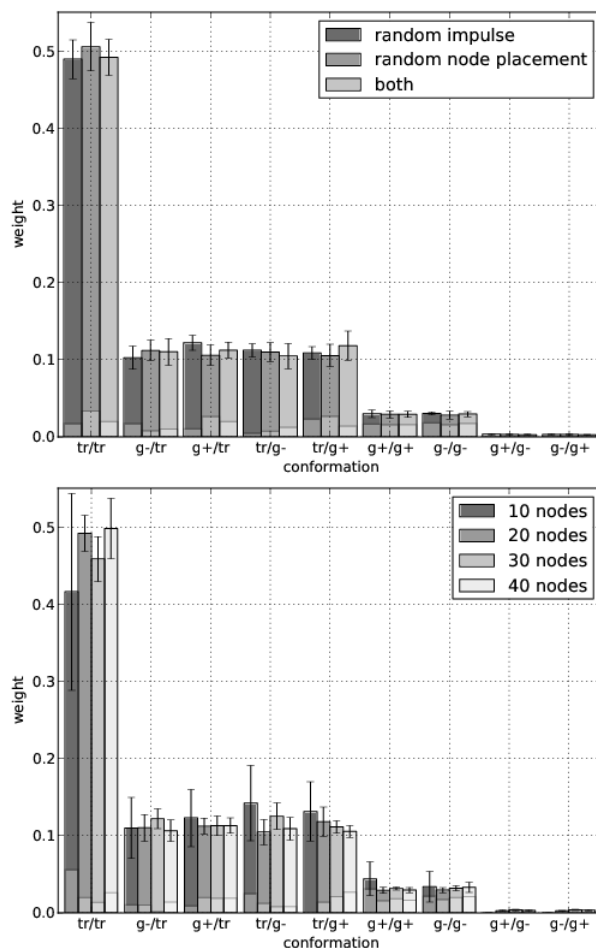 0.5
0.4
0.3
0.2
0.1
0.0
weight
random impulse
random node placement
both
tr/tr g-/tr g+/tr tr/g- tr/g+ g+/g+ g-/g- g+/g- g-/g+
conformation
0.5
0.4
0.3
0.2
0.1
0.0
weight
10 nodes
20 nodes
30 nodes
40 nodes
tr/tr g-/tr g+/tr tr/g- tr/g+ g+/g+ g-/g- g+/g- g-/g+
conformation